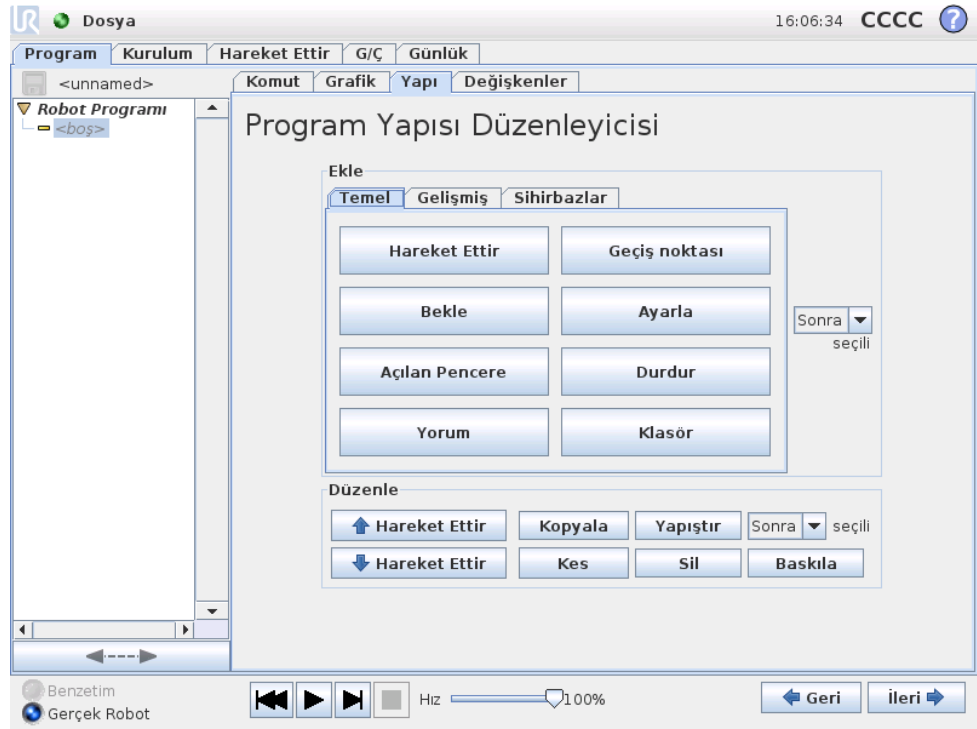 UR Dosya 16:06:34 CCCC ?
Program Kurulum Hareket Ettir G/Ç Günlük
<unnamed>
Komut Grafik Yapı Değişkenler
Robot Programı
<boş>
Program Yapısı Düzenleyicisi
Ekle
Temel Gelişmiş Sihirbazlar
Hareket Ettir Geçiş noktası
Bekle Ayarla
Sonra
seçili
Açılan Pencere Durdur
Yorum Klasör
Düzenle
Hareket Ettir Kopyala Yapıştır Sonra seçili
Hareket Ettir Kes Sil Baskıla
Benzetim
Gerçek Robot
Hız 100%
Geri İleri